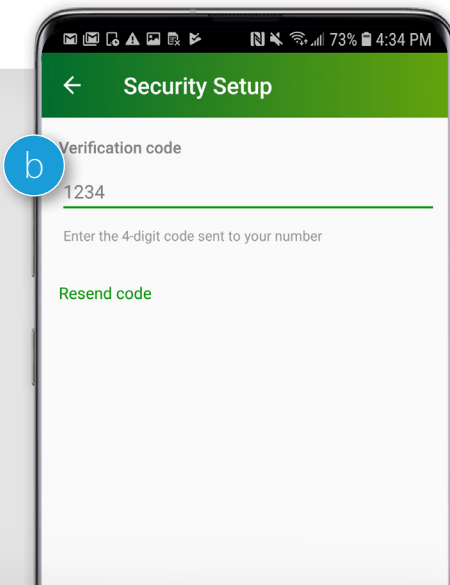 73% 4:34 PM
Security Setup
b
Verification code
1234
Enter the 4-digit code sent to your number
Resend code